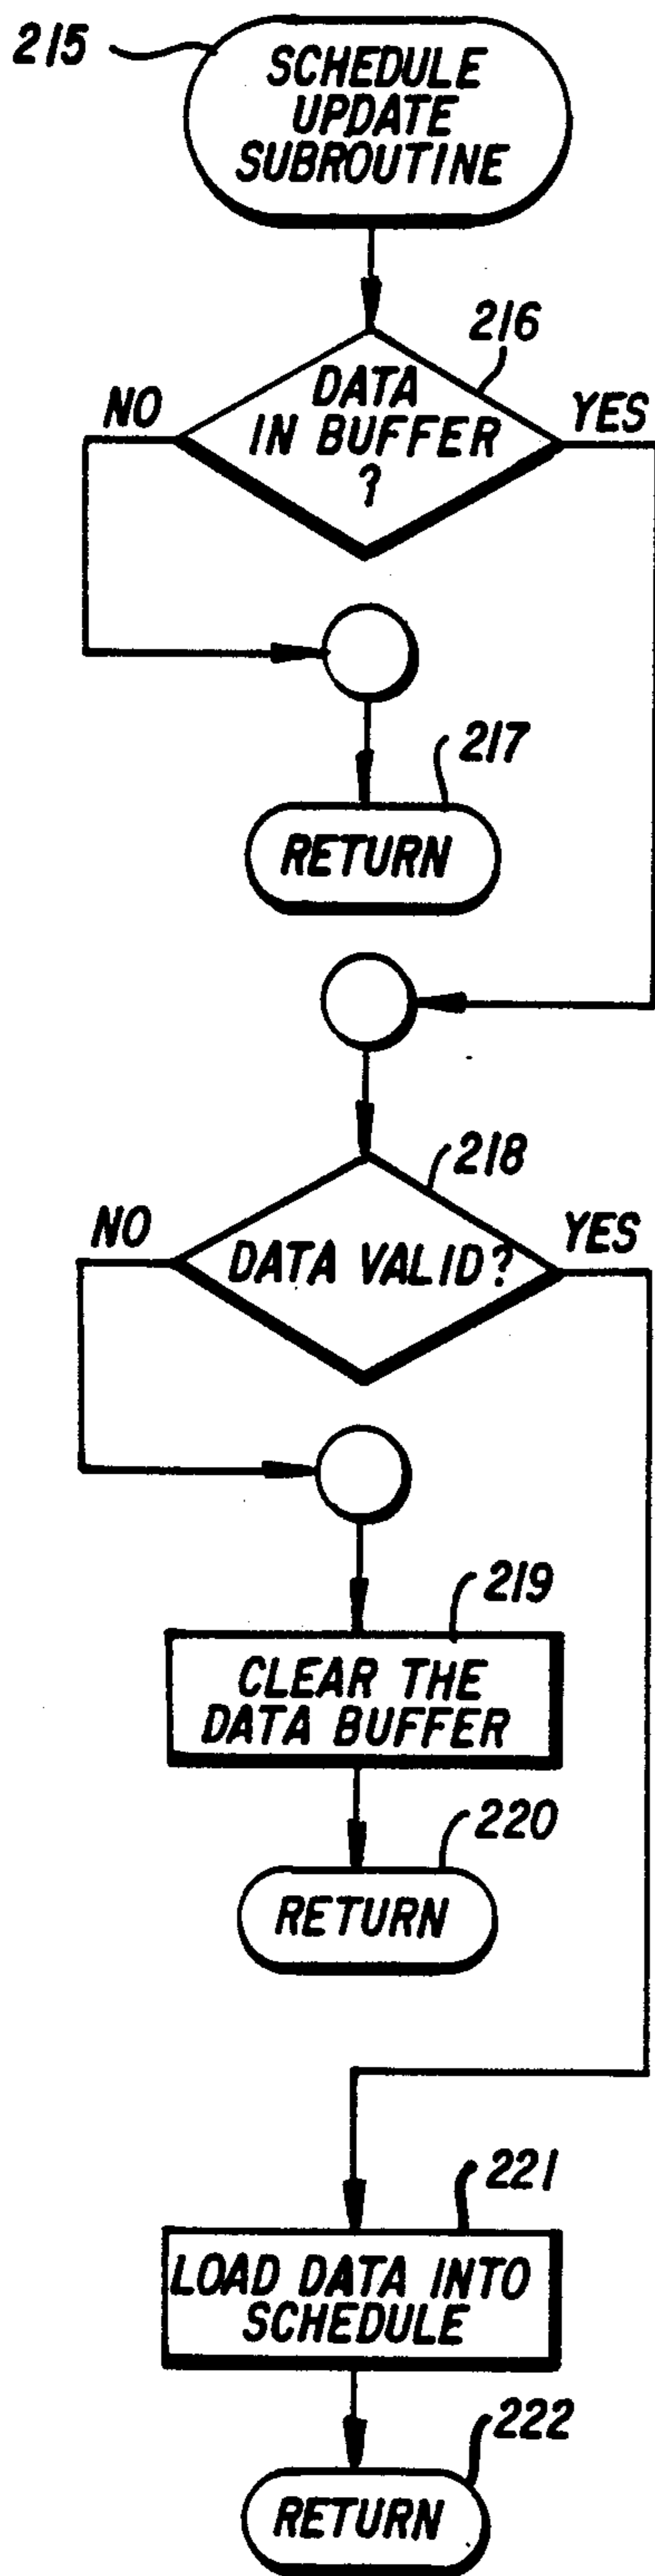 215
SCHEDULE
UPDATE
SUBROUTINE
216
NO
DATA
IN BUFFER
?
YES
217
RETURN
218
NO
DATA VALID?
YES
219
CLEAR THE
DATA BUFFER
220
RETURN
221
LOAD DATA INTO
SCHEDULE
222
RETURN